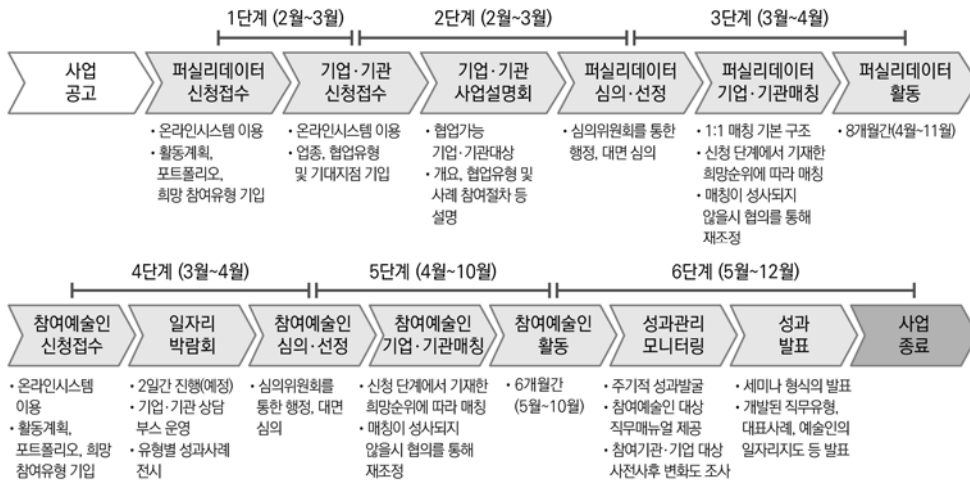 1단계 (2월~3월)
2단계 (2월~3월)
3단계 (3월~4월)
사업
공고
퍼실리데이터
신청접수
기업·기관
신청접수
기업·기관
사업설명회
퍼실리데이터
심의·선정
퍼실리데이터
기업·기관매칭
퍼실리데이터
활동
• 온라인시스템 이용
• 활동계획,
포트폴리오,
희망 참여유형 기입
• 온라인시스템 이용
• 업종, 협업유형
및 기대지점 기입
• 협업가능
기업·기관대상
• 개요, 협업유형 및
사례 참여절차 등
설명
• 심의위원회를 통한
행정, 대면 심의
• 1:1 매칭 기본 구조
• 신청 단계에서 기재한
희망순위에 따라 매칭
• 매칭이 성사되지
않을시 협의를 통해
재조정
• 8개월간(4월~11월)
4단계 (3월~4월)
5단계 (4월~10월)
6단계 (5월~12월)
참여예술인
신청접수
일자리
박람회
참여예술인
심의·선정
참여예술인
기업·기관매칭
참여예술인
활동
성과관리
모니터링
성과
발표
사업
종료
• 온라인시스템
이용
• 활동계획,
포트폴리오, 희망
참여유형 기입
• 2일간 진행(예정)
• 기업·기관 상담
부스 운영
• 유형별 성과사례
전시
• 심의위원회를
통한 행정, 대면
심의
• 신청 단계에서 기재한
희망순위에 따라 매칭
• 매칭이 성사되지
않을시 협의를 통해
재조정
• 6개월간
(5월~10월)
• 주기적 성과발굴
• 참여예술인 대상
직무매뉴얼 제공
• 참여기관·기업 대상
사전사후 변화도 조사
• 세미나 형식의 발표
• 개발된 직무유형,
대표사례, 예술인의
일자리지도 등 발표